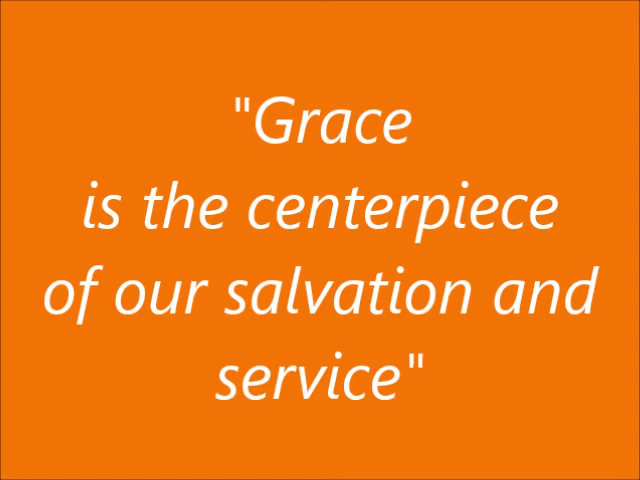 "Grace
is the centerpiece
of our salvation and
service"